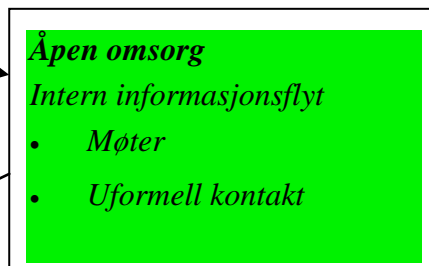 Åpen omsorg
Intern informasjonsflyt
• Møter
• Uformell kontakt